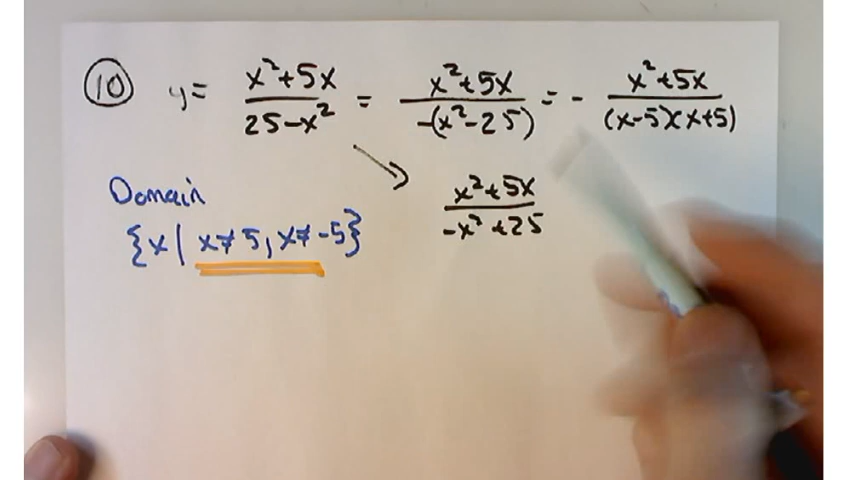 10 y= x²+5x / 25-x² = x²+5x / -(x²-25) = - x²+5x / (x-5)(x+5)
x²+5x / -x²+25
Domain
{x | x≠5, x≠-5}